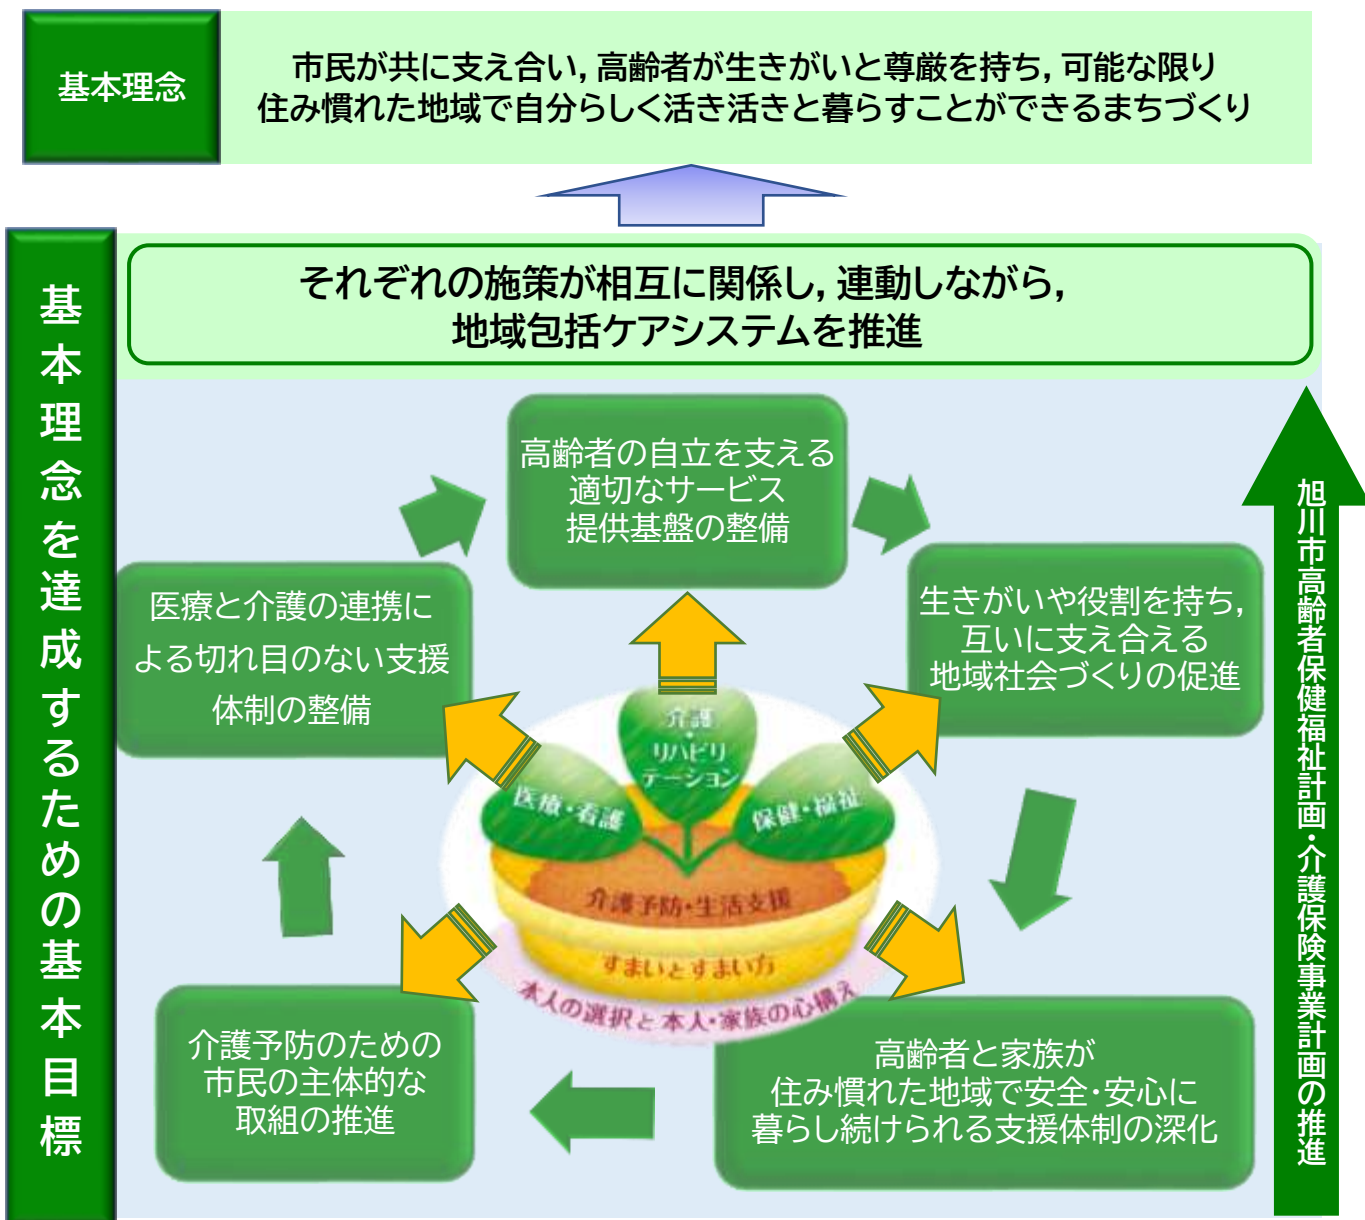 基本理念
市民が共に支え合い, 高齢者が生きがいと尊厳を持ち, 可能な限り
住み慣れた地域で自分らしく活き活きと暮らすことができるまちづくり
基本理念を達成するための基本目標
それぞれの施策が相互に関係し, 連動しながら,
地域包括ケアシステムを推進
高齢者の自立を支える
適切なサービス
提供基盤の整備
医療と介護の連携に
よる切れ目のない支援
体制の整備
生きがいや役割を持ち,
互いに支え合える
地域社会づくりの促進
介護
・
リハビリ
テーション
医療・看護
保健・福祉
介護予防・生活支援
すまいとすまい方
本人の選択と本人・家族の心構え
介護予防のための
市民の主体的な
取組の推進
高齢者と家族が
住み慣れた地域で安全・安心に
暮らし続けられる支援体制の深化
旭川市高齢者保健福祉計画・介護保険事業計画の推進